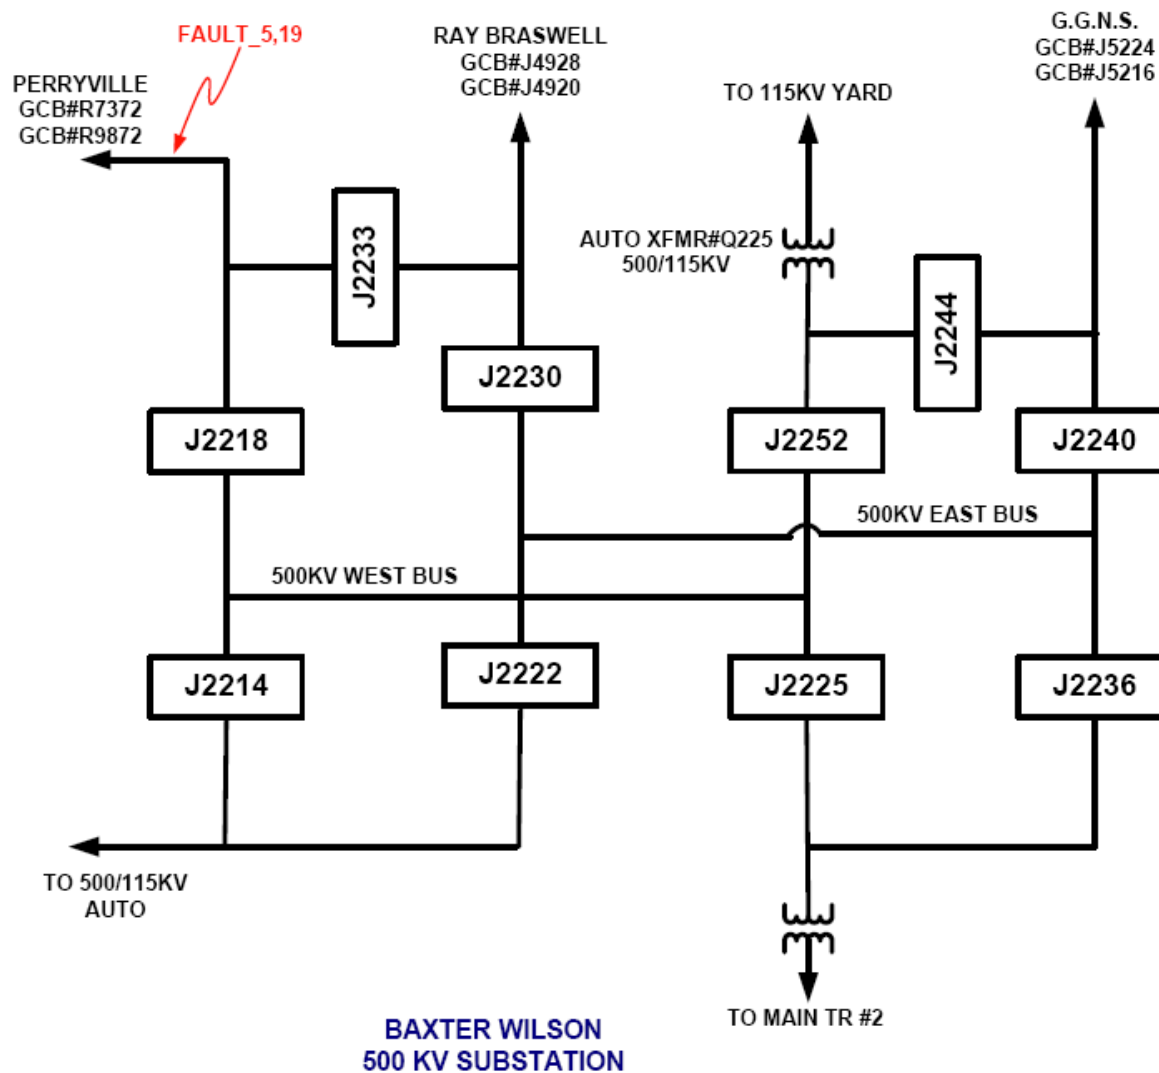 FAULT_5,19
PERRYVILLE
GCB#R7372
GCB#R9872
RAY BRASWELL
GCB#J4928
GCB#J4920
TO 115KV YARD
G.G.N.S.
GCB#J5224
GCB#J5216
AUTO XFMR#Q225
500/115KV
J2233
J2244
J2230
J2218
J2252
J2240
500KV EAST BUS
500KV WEST BUS
J2214
J2222
J2225
J2236
TO 500/115KV
AUTO
TO MAIN TR #2
BAXTER WILSON
500 KV SUBSTATION